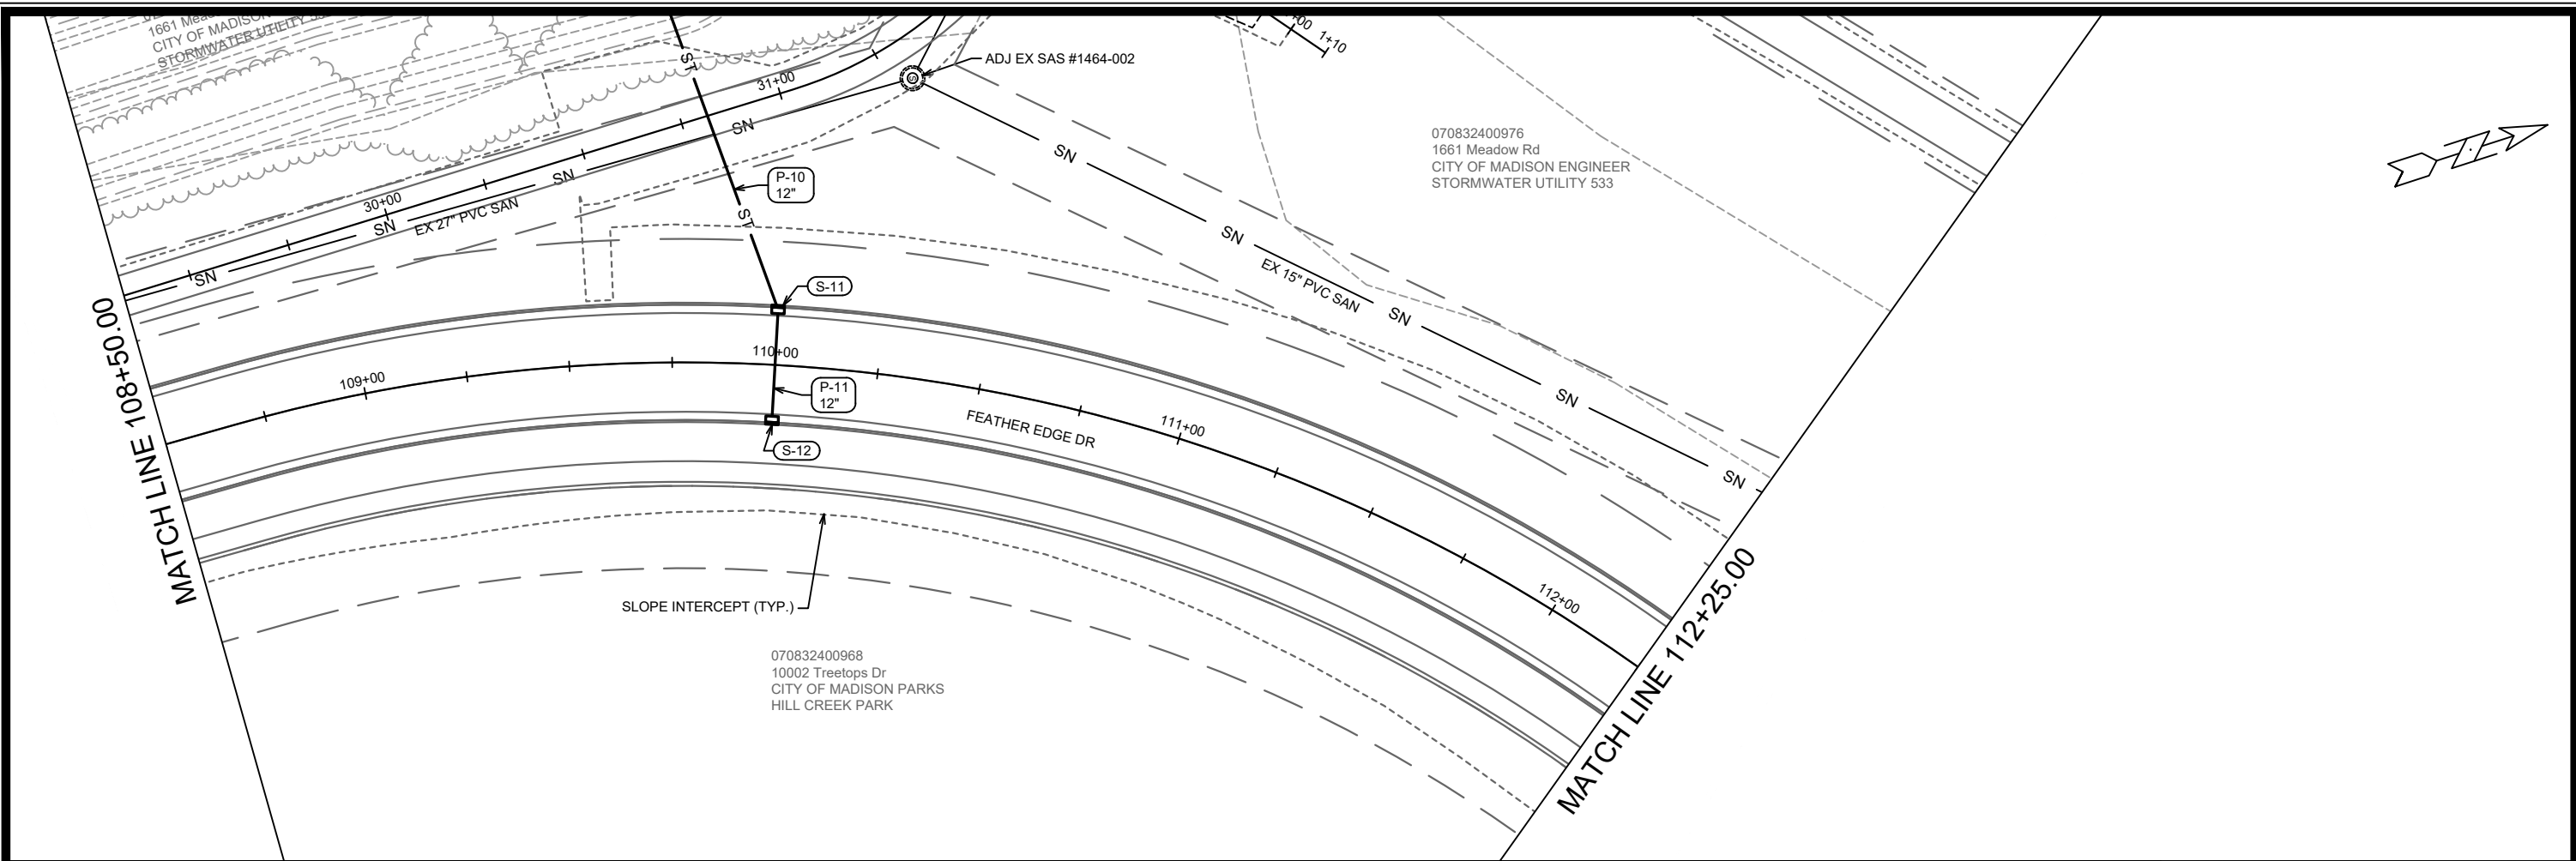 1661 Meadow
CITY OF MADISON
STORMWATER UTILITY 533
ST
31+00
1+10
ADJ EX SAS #1464-002
SN
SN
070832400976
1661 Meadow Rd
CITY OF MADISON ENGINEER
STORMWATER UTILITY 533
SN
P-10
12"
30+00
SN
EX 27" PVC SAN
ST
SN
SN
EX 15" PVC SAN
S-11
SN
MATCH LINE 108+50.00
110+00
109+00
P-11
12"
SN
FEATHER EDGE DR
111+00
S-12
SN
SLOPE INTERCEPT (TYP.)
112+00
MATCH LINE 112+25.00
070832400968
10002 Treetops Dr
CITY OF MADISON PARKS
HILL CREEK PARK